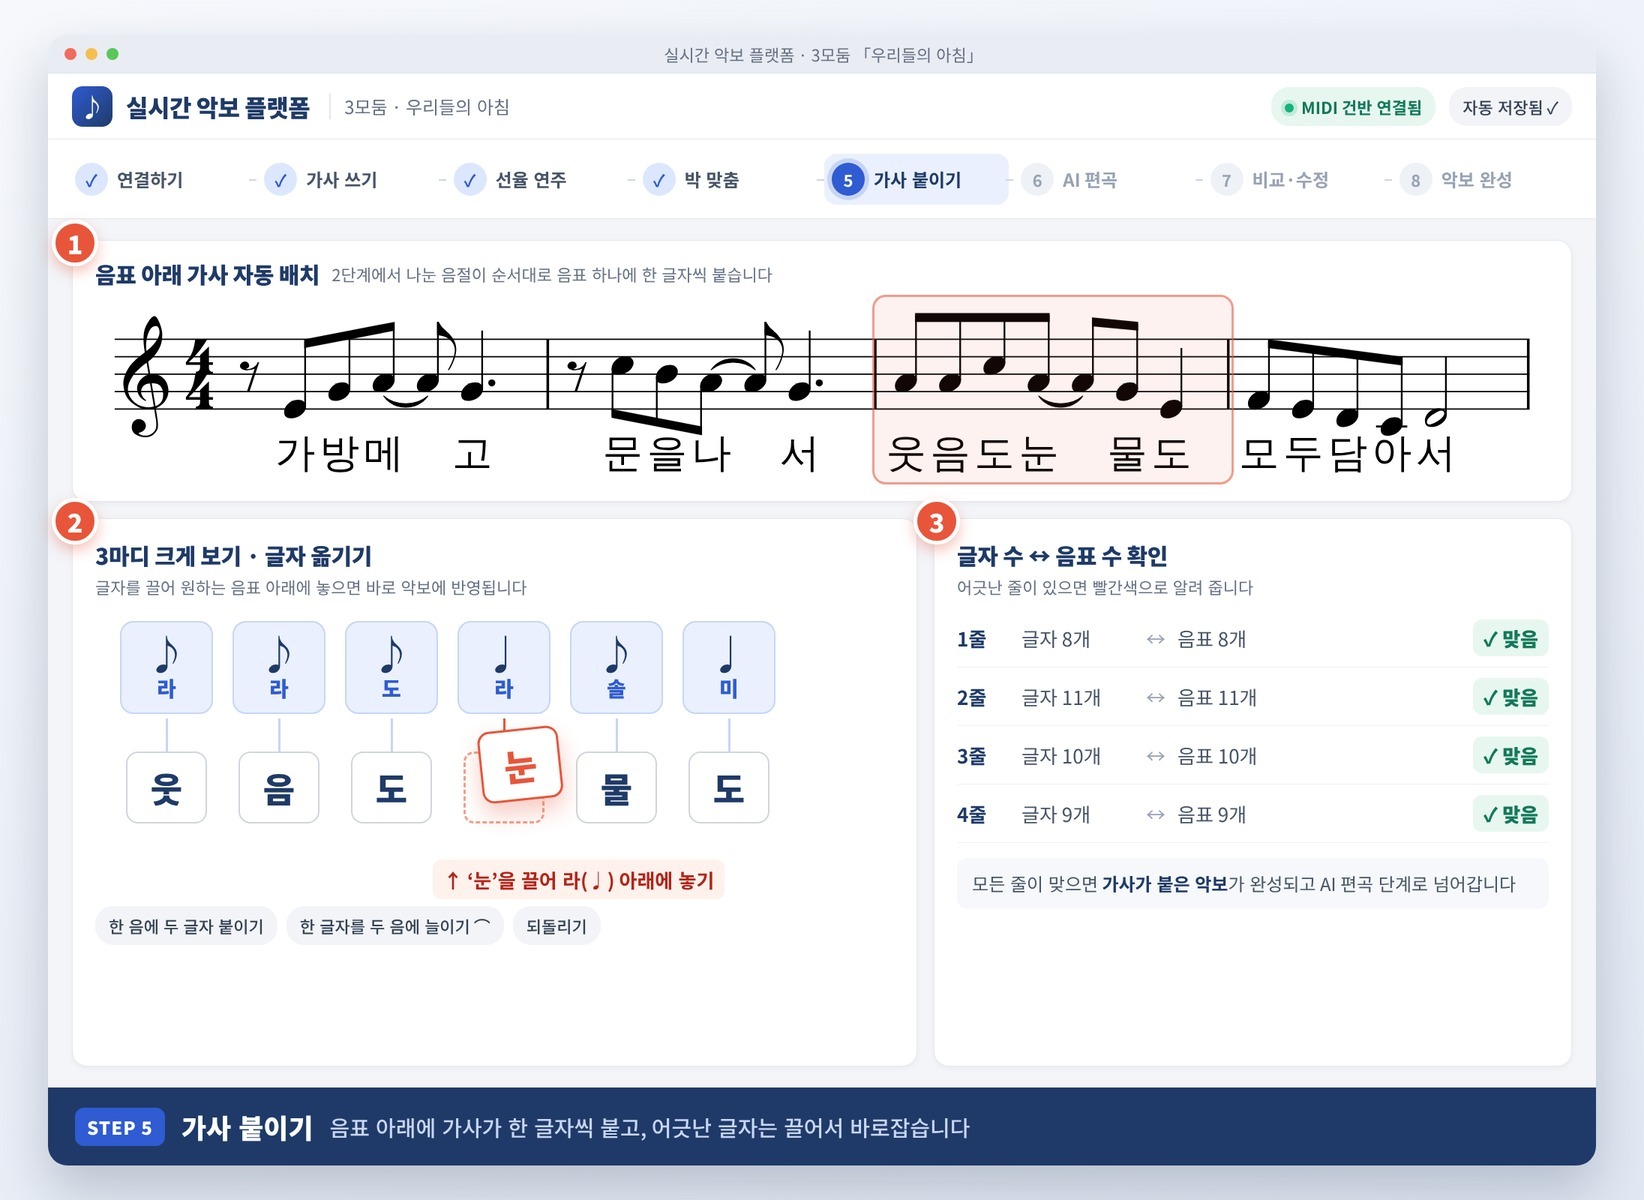 실시간 악보 플랫폼 · 3모둠 「우리들의 아침」
실시간 악보 플랫폼 3모둠 · 우리들의 아침 MIDI 건반 연결됨 자동 저장됨 ✓
✓ 연결하기 ✓ 가사 쓰기 ✓ 선율 연주 ✓ 박 맞춤 5 가사 붙이기 6 AI 편곡 7 비교·수정 8 악보 완성
1
음표 아래 가사 자동 배치 2단계에서 나눈 음절이 순서대로 음표 하나에 한 글자씩 붙습니다
4
4
가방메 고 문을나 서 웃음도눈 물도 모두담아서
2
3마디 크게 보기 · 글자 옮기기
글자를 끌어 원하는 음표 아래에 놓으면 바로 악보에 반영됩니다
♪ ♪ ♪ ♩ ♪ ♩
라 라 도 라 솔 미
웃 음 도 눈 물 도
↑ ‘눈’을 끌어 라(♩) 아래에 놓기
한 음에 두 글자 붙이기 한 글자를 두 음에 늘이기 ⌒ 되돌리기
3
글자 수 ↔ 음표 수 확인
어긋난 줄이 있으면 빨간색으로 알려 줍니다
1줄 글자 8개 ↔ 음표 8개 ✓ 맞음
2줄 글자 11개 ↔ 음표 11개 ✓ 맞음
3줄 글자 10개 ↔ 음표 10개 ✓ 맞음
4줄 글자 9개 ↔ 음표 9개 ✓ 맞음
모든 줄이 맞으면 가사가 붙은 악보가 완성되고 AI 편곡 단계로 넘어갑니다
STEP 5 가사 붙이기 음표 아래에 가사가 한 글자씩 붙고, 어긋난 글자는 끌어서 바로잡습니다